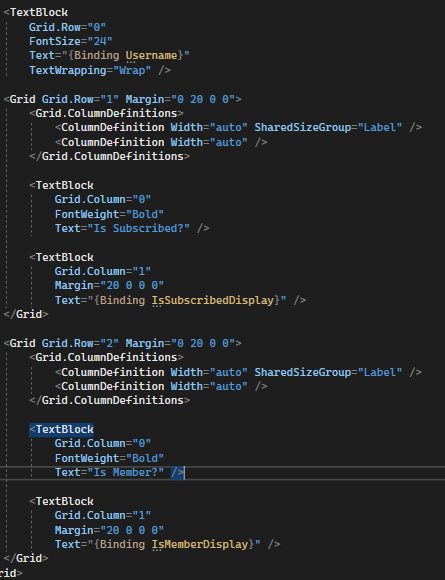 <TextBlock
Grid.Row="0"
FontSize="24"
Text="{Binding Username}"
TextWrapping="Wrap" />
<Grid Grid.Row="1" Margin="0 20 0 0">
<Grid.ColumnDefinitions>
<ColumnDefinition Width="auto" SharedSizeGroup="Label" />
<ColumnDefinition Width="auto" />
</Grid.ColumnDefinitions>
<TextBlock
Grid.Column="0"
FontWeight="Bold"
Text="Is Subscribed?" />
<TextBlock
Grid.Column="1"
Margin="20 0 0 0"
Text="{Binding IsSubscribedDisplay}" />
</Grid>
<Grid Grid.Row="2" Margin="0 20 0 0">
<Grid.ColumnDefinitions>
<ColumnDefinition Width="auto" SharedSizeGroup="Label" />
<ColumnDefinition Width="auto" />
</Grid.ColumnDefinitions>
<TextBlock
Grid.Column="0"
FontWeight="Bold"
Text="Is Member?" />
<TextBlock
Grid.Column="1"
Margin="20 0 0 0"
Text="{Binding IsMemberDisplay}" />
</Grid>
rid>